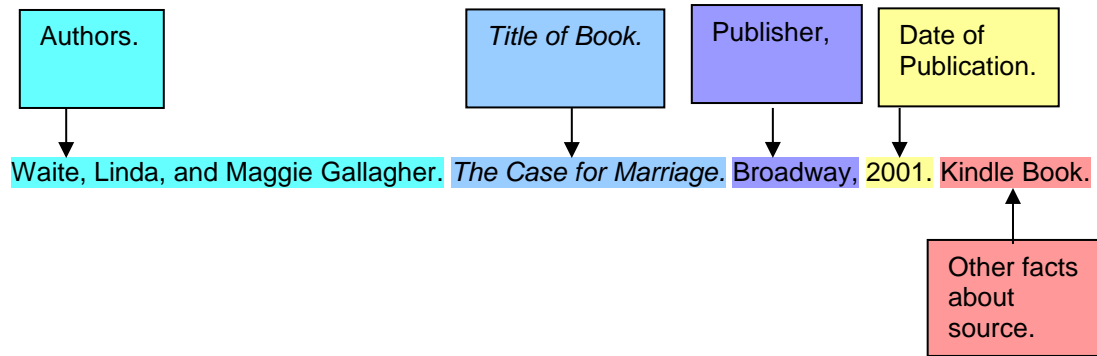 Authors.
Title of Book.
Publisher,
Date of
Publication.
Waite, Linda, and Maggie Gallagher. The Case for Marriage. Broadway, 2001. Kindle Book.
Other facts
about
source.